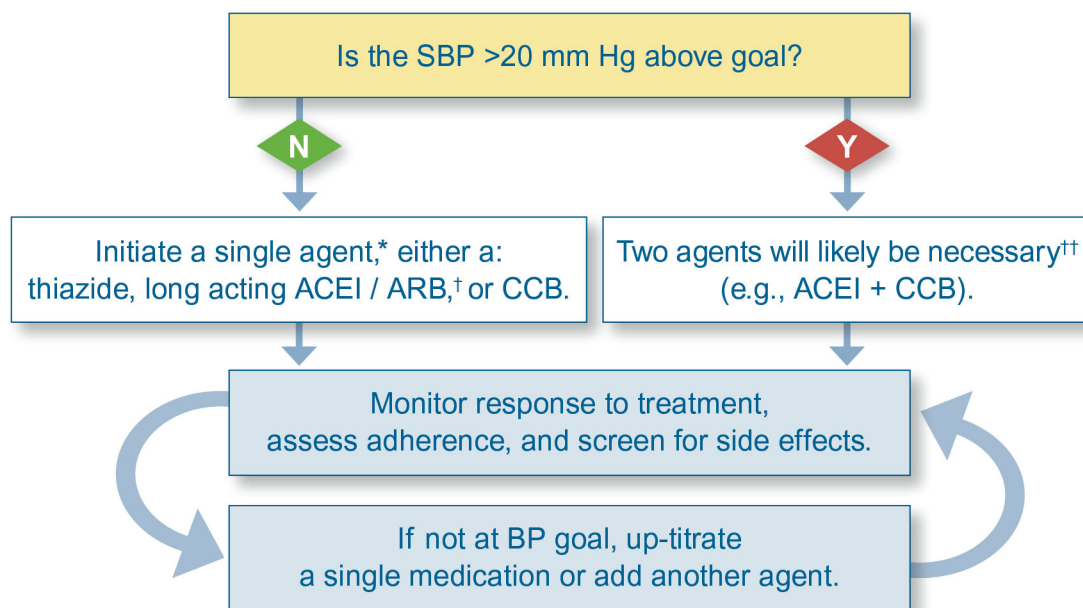 Is the SBP >20 mm Hg above goal?
N
Y
Initiate a single agent,* either a:
thiazide, long acting ACEI / ARB,† or CCB.
Two agents will likely be necessary††
(e.g., ACEI + CCB).
Monitor response to treatment,
assess adherence, and screen for side effects.
If not at BP goal, up-titrate
a single medication or add another agent.